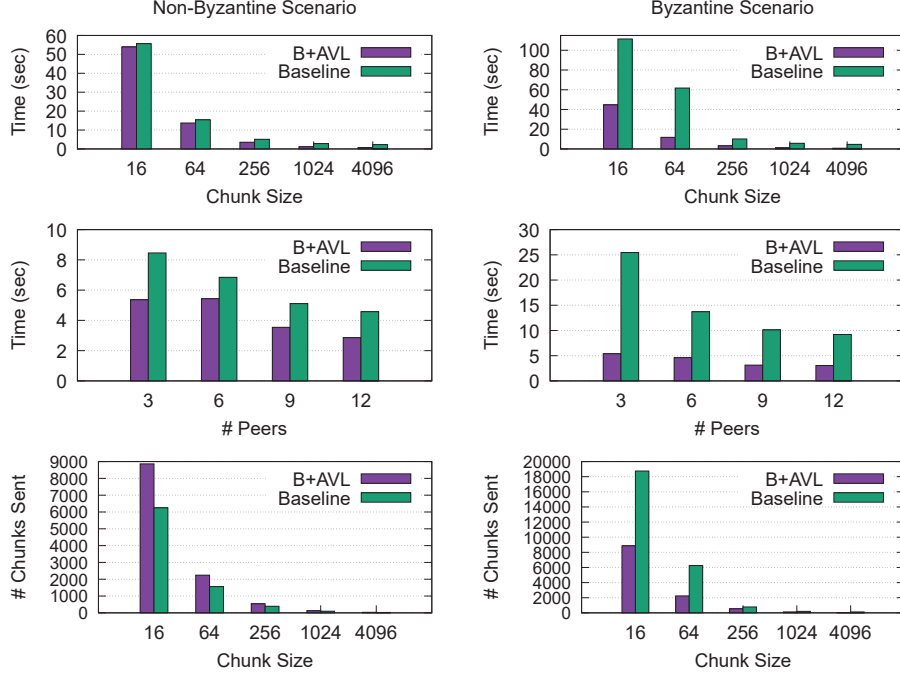 Non-Byzantine Scenario
Time (sec)
60
50
40
30
20
10
0
B+AVL
Baseline
16 64 256 1024 4096
Chunk Size
Byzantine Scenario
Time (sec)
100
80
60
40
20
0
B+AVL
Baseline
16 64 256 1024 4096
Chunk Size
Time (sec)
10
8
6
4
2
0
B+AVL
Baseline
3 6 9 12
# Peers
Time (sec)
30
25
20
15
10
5
0
B+AVL
Baseline
3 6 9 12
# Peers
# Chunks Sent
9000
8000
7000
6000
5000
4000
3000
2000
1000
0
B+AVL
Baseline
16 64 256 1024 4096
Chunk Size
# Chunks Sent
20000
18000
16000
14000
12000
10000
8000
6000
4000
2000
0
B+AVL
Baseline
16 64 256 1024 4096
Chunk Size